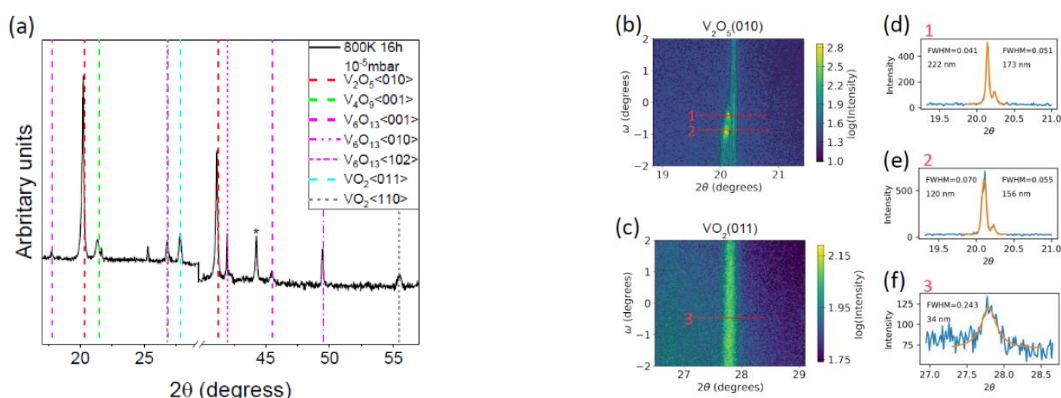 (a)
Arbritary units
800K 16h
10⁻⁵mbar
V₂O₅<010>
V₄O₉<001>
V₆O₁₃<001>
V₆O₁₃<010>
V₆O₁₃<102>
VO₂<011>
VO₂<110>
*
20 25 45 50 55
2θ (degress)
(b)
V₂O₅(010)
ω (degrees)
2
1
0
−1
−2
1
2
19 20 21
2θ (degrees)
2.8
2.5
2.2
1.9
1.6
1.3
1.0
log(Intensity)
(c)
VO₂(011)
ω (degrees)
2
1
0
−1
−2
3
27 28 29
2θ (degrees)
2.15
1.95
1.75
log(Intensity)
(d)
1
Intensity
400
200
0
FWHM=0.041
222 nm
FWHM=0.051
173 nm
19.5 20.0 20.5 21.0
2θ
(e)
2
Intensity
500
0
FWHM=0.070
120 nm
FWHM=0.055
156 nm
19.5 20.0 20.5 21.0
2θ
(f)
3
Intensity
125
100
75
FWHM=0.243
34 nm
27.0 27.5 28.0 28.5
2θ